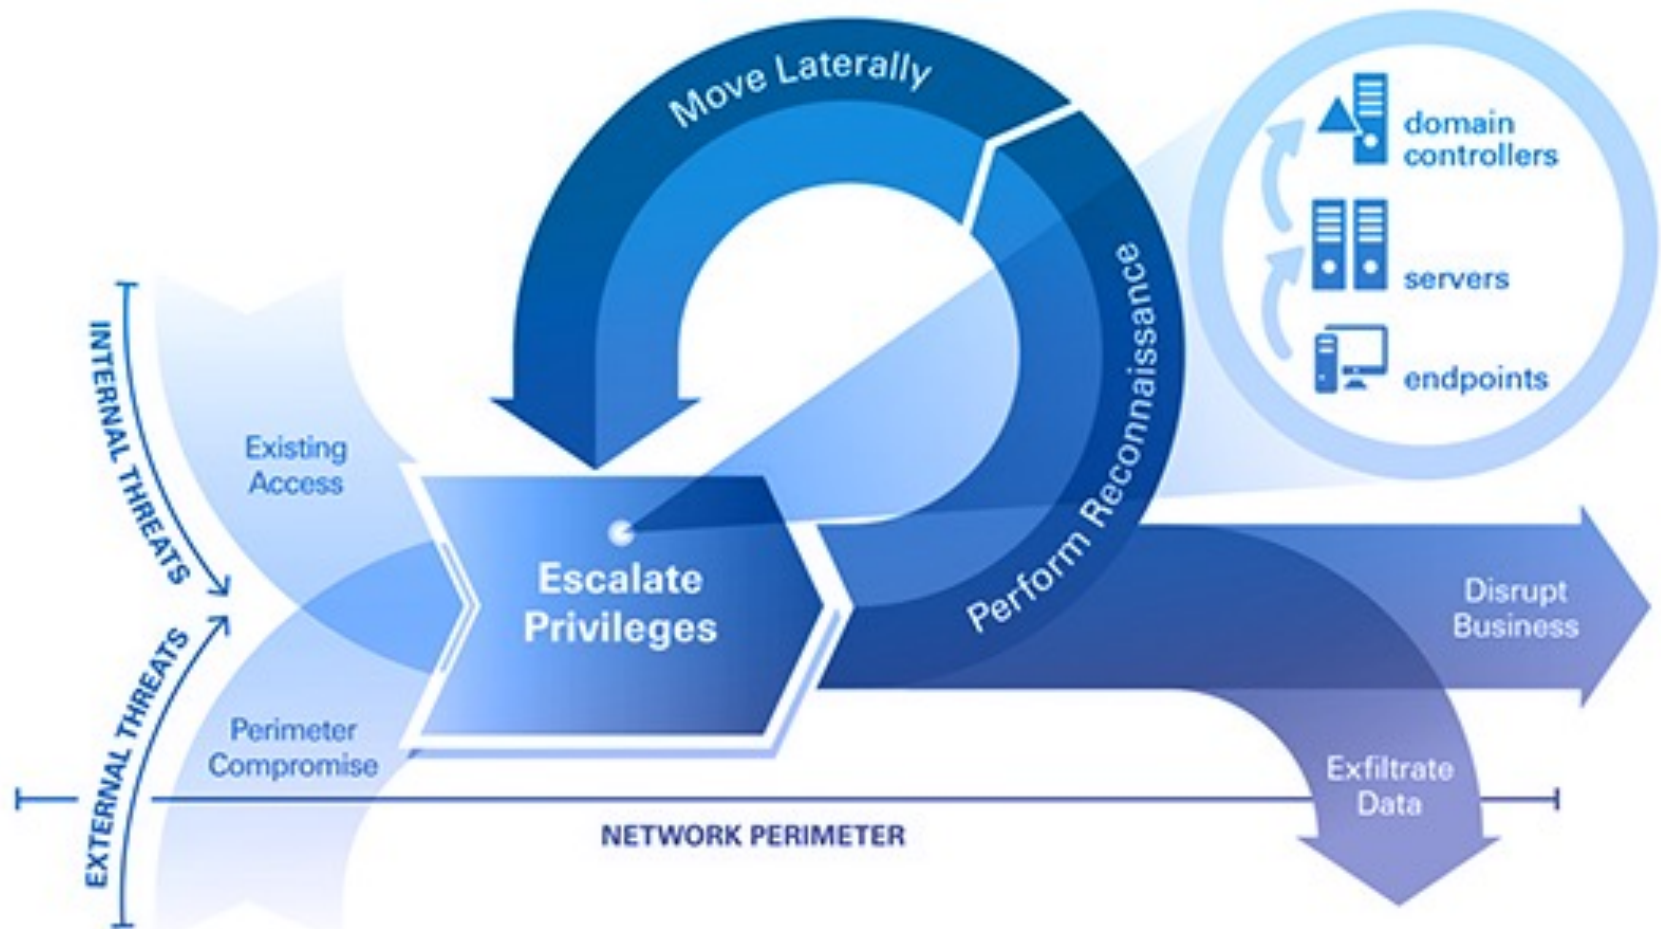 Move Laterally
Perform Reconnaissance
domain
controllers
servers
endpoints
INTERNAL THREATS
Existing
Access
Escalate
Privileges
Disrupt
Business
EXTERNAL THREATS
Perimeter
Compromise
Exfiltrate
Data
NETWORK PERIMETER